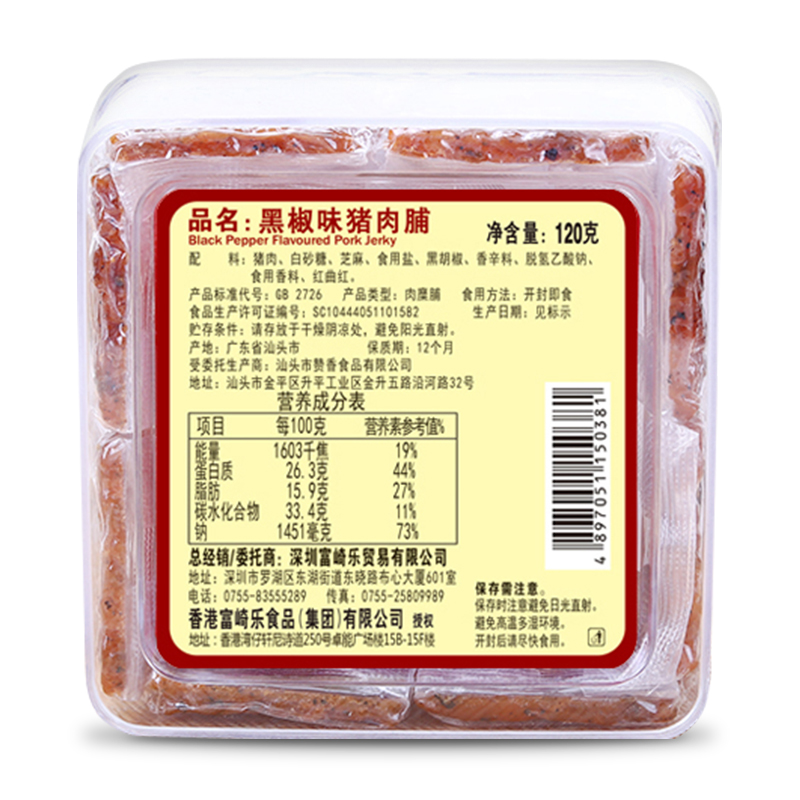 品名：黑椒味猪肉脯
净含量：120克
Black Pepper Flavoured Pork Jerky
配 料：猪肉、白砂糖、芝麻、食用盐、黑胡椒、香辛料、脱氢乙酸钠、
食用香料、红曲红。
产品标准代号：GB 2726 产品类型：肉糜脯 食用方法：开封即食
食品生产许可证编号：SC10444051101582 生产日期：见标示
贮存条件：请存放于干燥阴凉处，避免阳光直射。
产地：广东省汕头市 保质期：12个月
受委托生产商：汕头市赞香食品有限公司
地址：汕头市金平区升平工业区金升五路沿河路32号
营养成分表
项目 每100克 营养素参考值%
能量 1603千焦 19%
蛋白质 26.3克 44%
脂肪 15.9克 27%
碳水化合物 33.4克 11%
钠 1451毫克 73%
总经销/委托商：深圳富崎乐贸易有限公司
地址：深圳市罗湖区东湖街道东晓路布心大厦601室
电话：0755-83555289 传真：0755-25809989
香港富崎乐食品(集团)有限公司 授权
地址：香港湾仔轩尼诗道250号卓能广场楼15B-15F楼
4 897051 150381
保存需注意。
保存时注意避免日光直射。
避免高温多湿环境。
开封后请尽快食用。